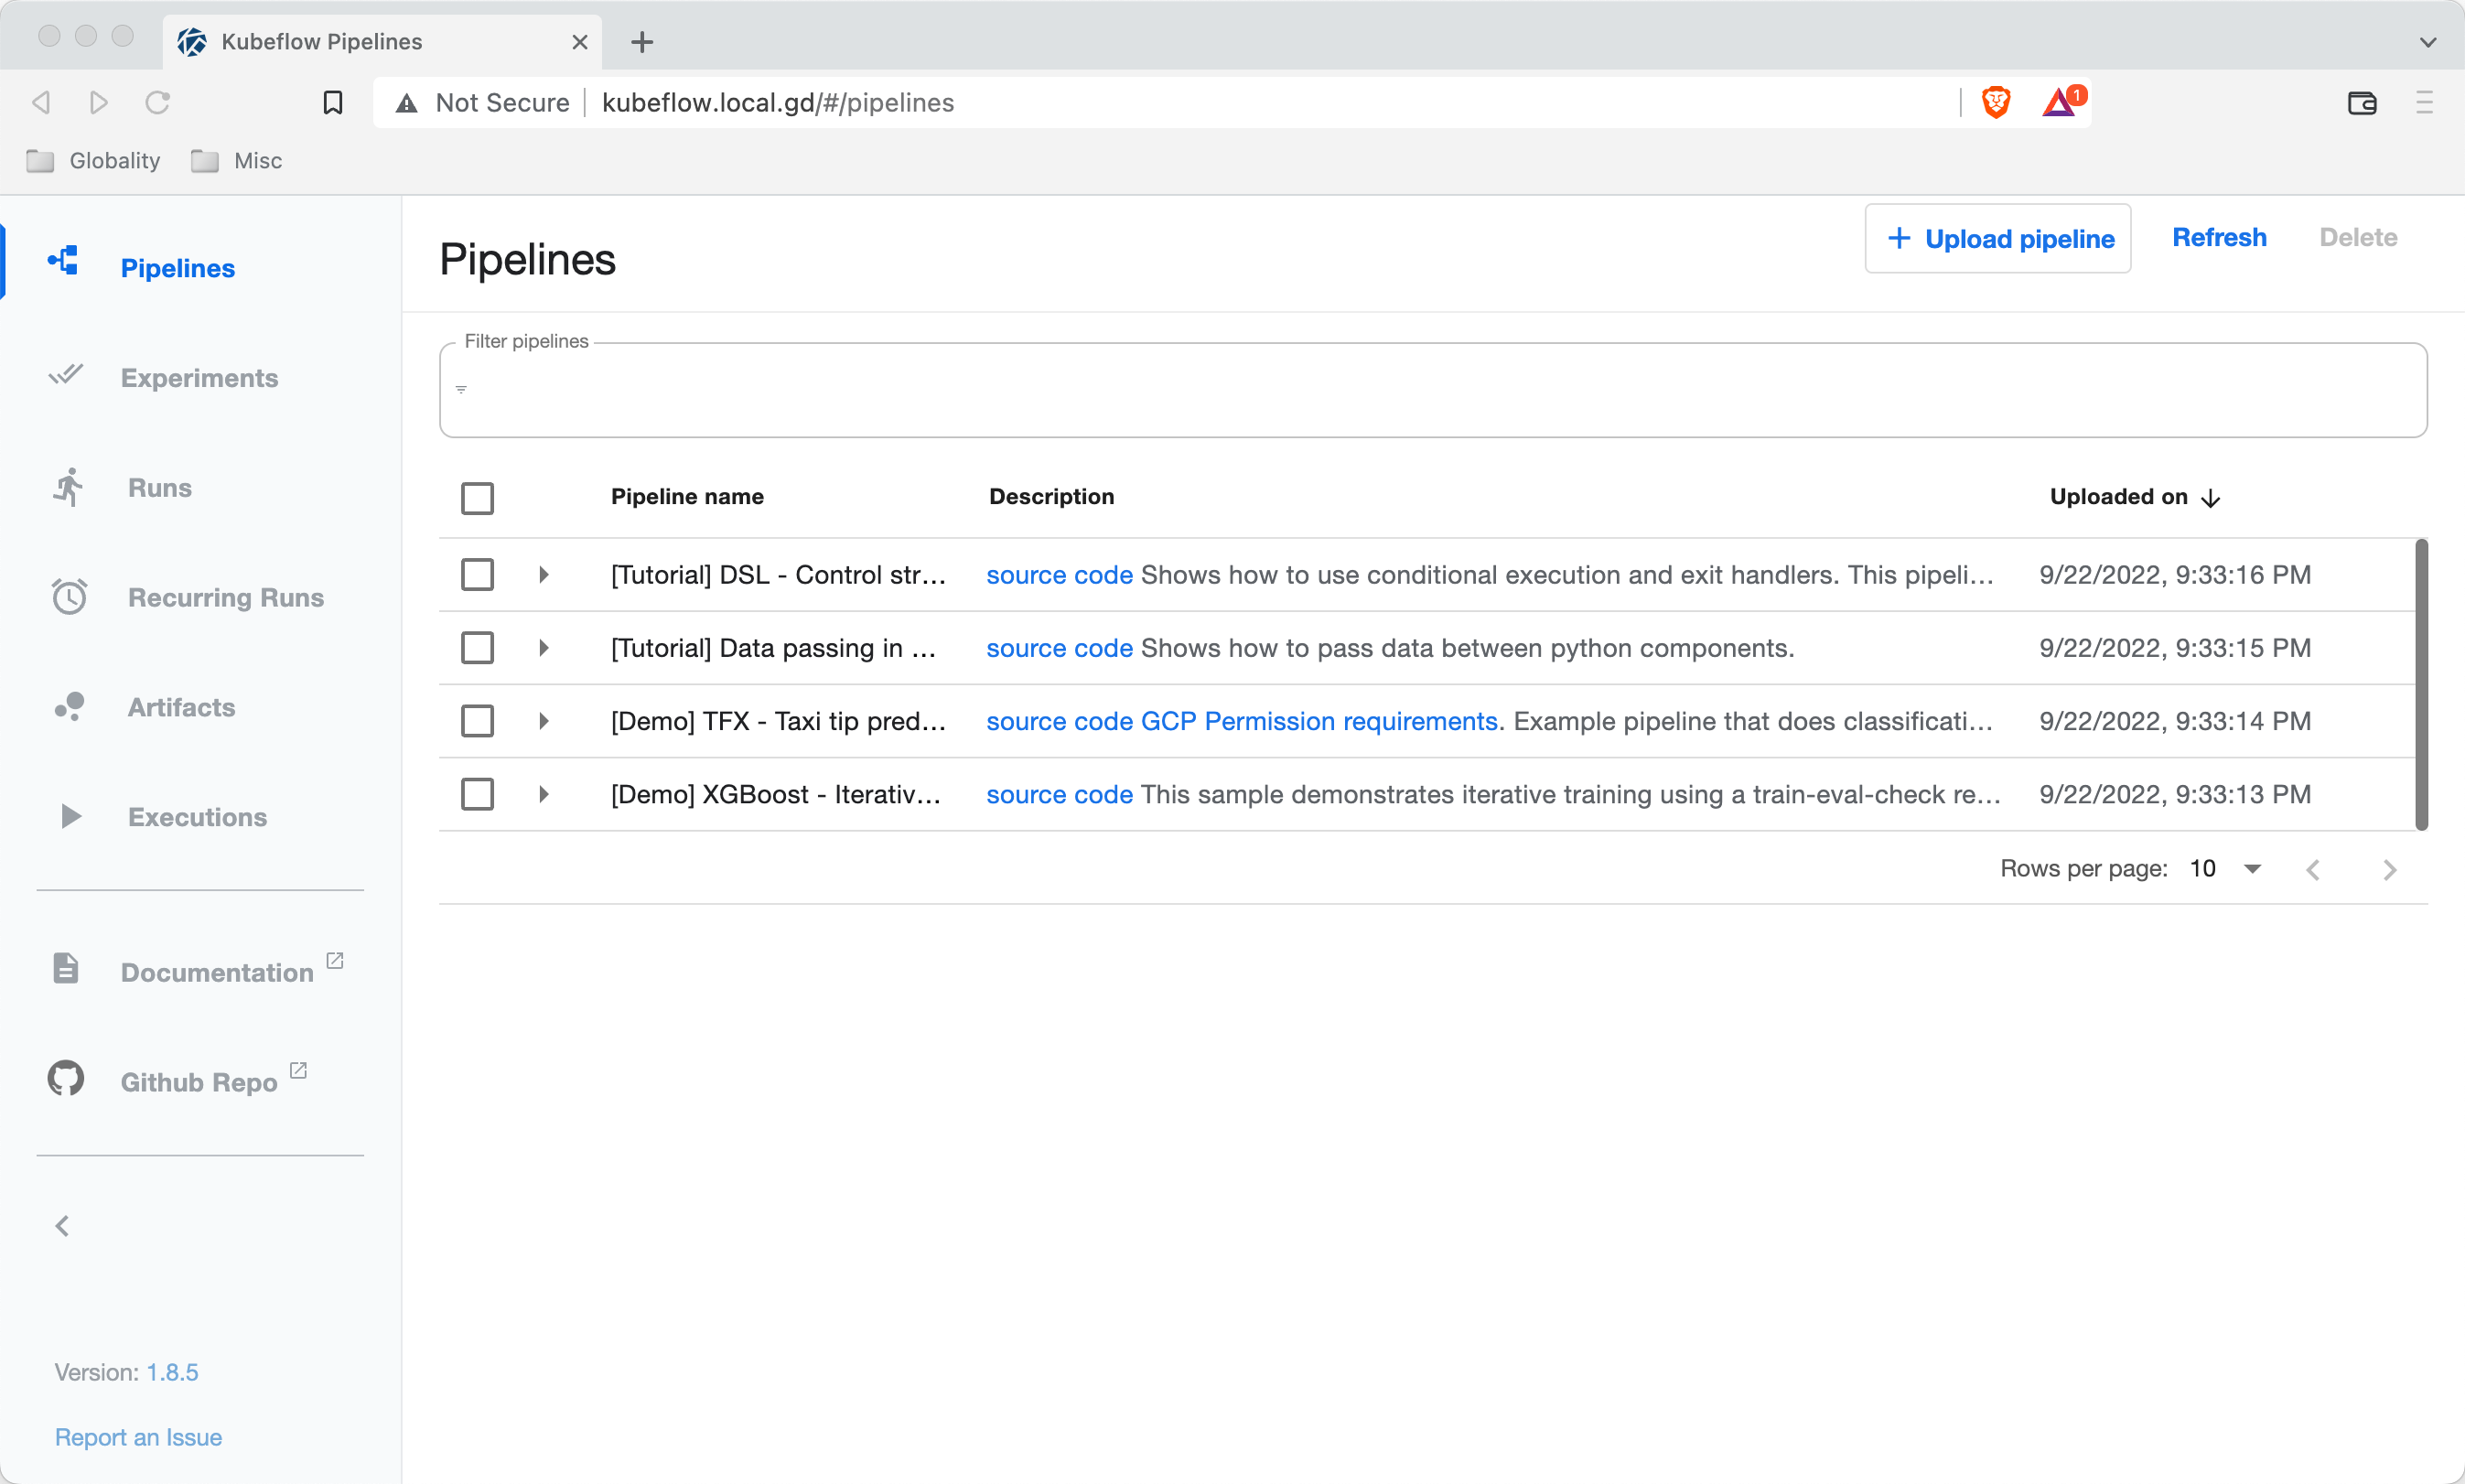 Kubeflow Pipelines
Not Secure kubeflow.local.gd/#/pipelines 1
Globality Misc
Pipelines
Experiments
Runs
Recurring Runs
Artifacts
Executions
Documentation
Github Repo
Version: 1.8.5
Report an Issue
Pipelines
+ Upload pipeline Refresh Delete
Filter pipelines
Pipeline name Description Uploaded on
[Tutorial] DSL - Control str... source code Shows how to use conditional execution and exit handlers. This pipeli... 9/22/2022, 9:33:16 PM
[Tutorial] Data passing in ... source code Shows how to pass data between python components. 9/22/2022, 9:33:15 PM
[Demo] TFX - Taxi tip pred... source code GCP Permission requirements. Example pipeline that does classificati... 9/22/2022, 9:33:14 PM
[Demo] XGBoost - Iterativ... source code This sample demonstrates iterative training using a train-eval-check re... 9/22/2022, 9:33:13 PM
Rows per page: 10